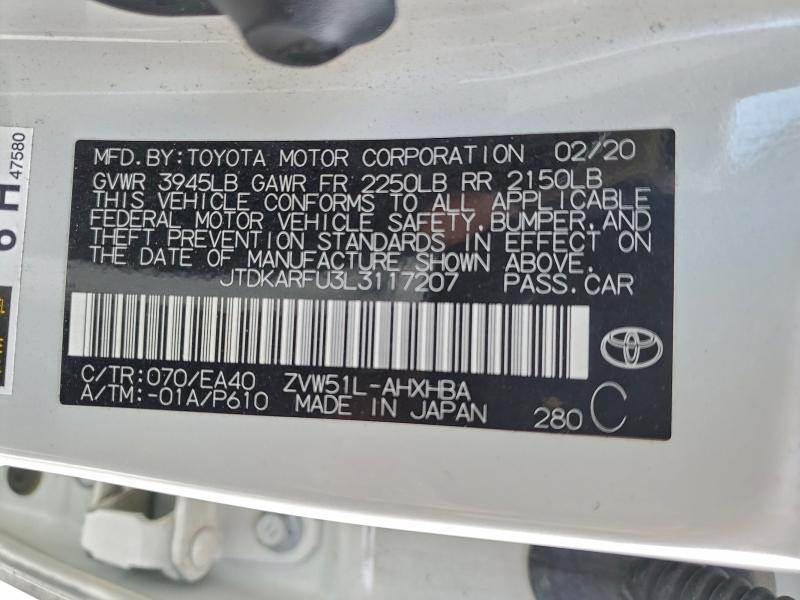 MFD.BY:TOYOTA MOTOR CORPORATION 02/20
GVWR 3945LB GAWR FR 2250LB RR 2150LB
THIS VEHICLE CONFORMS TO ALL APPLICABLE
FEDERAL MOTOR VEHICLE SAFETY,BUMPER,AND
THEFT PREVENTION STANDARDS IN EFFECT ON
THE DATE OF MANUFACTURE SHOWN ABOVE.
JTDKARFU3L3117207 PASS.CAR
C/TR:070/EA40 ZVW51L-AHXHBA
A/TM:-01A/P610 MADE IN JAPAN 280 C
47580
6 H